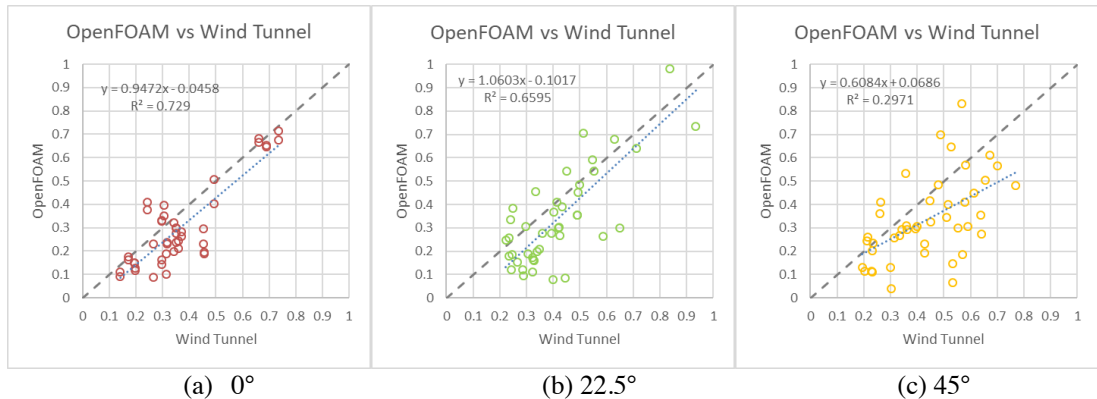 OpenFOAM vs Wind Tunnel
y = 0.9472x - 0.0458
R² = 0.729
OpenFOAM
1
0.9
0.8
0.7
0.6
0.5
0.4
0.3
0.2
0.1
0
0 0.1 0.2 0.3 0.4 0.5 0.6 0.7 0.8 0.9 1
Wind Tunnel
(a) 0°
OpenFOAM vs Wind Tunnel
y = 1.0603x - 0.1017
R² = 0.6595
OpenFOAM
1
0.9
0.8
0.7
0.6
0.5
0.4
0.3
0.2
0.1
0
0 0.1 0.2 0.3 0.4 0.5 0.6 0.7 0.8 0.9 1
Wind Tunnel
(b) 22.5°
OpenFOAM vs Wind Tunnel
y = 0.6084x + 0.0686
R² = 0.2971
OpenFOAM
1
0.9
0.8
0.7
0.6
0.5
0.4
0.3
0.2
0.1
0
0 0.1 0.2 0.3 0.4 0.5 0.6 0.7 0.8 0.9 1
Wind Tunnel
(c) 45°